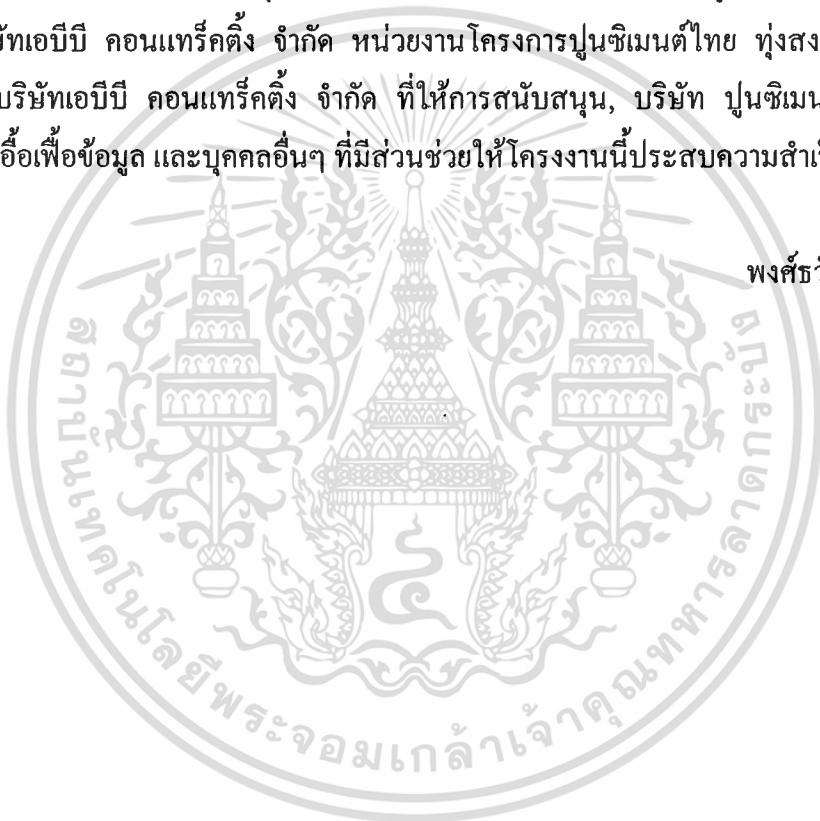 ษัทเอบีบี คอนแทร็คติ้ง จำกัด หน่วยงานโครงการปูนซิเมนต์ไทย ทุ่งสง
บริษัทเอบีบี คอนแทร็คติ้ง จำกัด ที่ให้การสนับสนุน, บริษัท ปูนซิเมน
อื้อเฟื้อข้อมูล และบุคคลอื่นๆ ที่มีส่วนช่วยให้โครงงานนี้ประสบความสำเ
พงศ์ธว
สถาบันเทคโนโลยีพระจอมเกล้าเจ้าคุณทหารลาดกระบัง